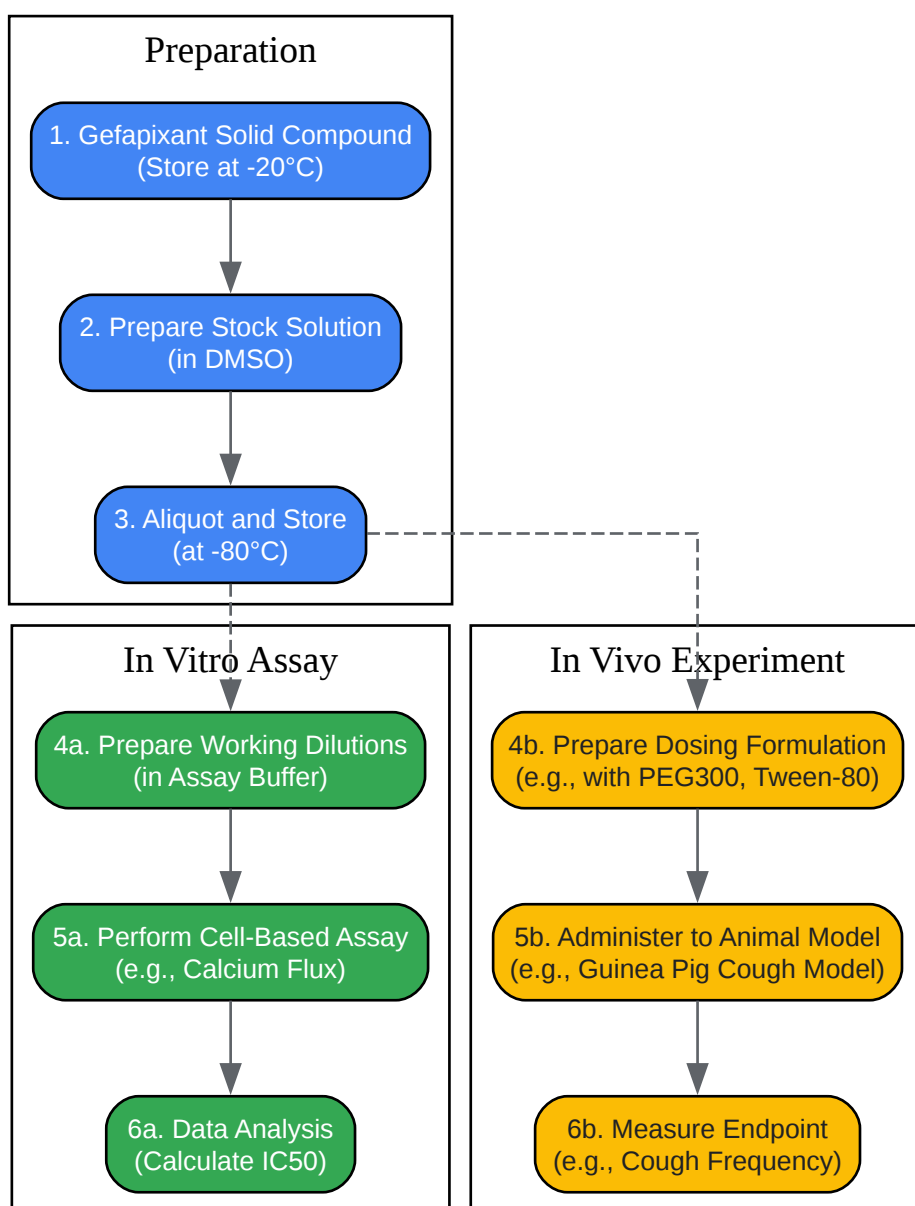 Preparation
1. Gefapixant Solid Compound
(Store at -20°C)
2. Prepare Stock Solution
(in DMSO)
3. Aliquot and Store
(at -80°C)
In Vitro Assay
4a. Prepare Working Dilutions
(in Assay Buffer)
5a. Perform Cell-Based Assay
(e.g., Calcium Flux)
6a. Data Analysis
(Calculate IC50)
In Vivo Experiment
4b. Prepare Dosing Formulation
(e.g., with PEG300, Tween-80)
5b. Administer to Animal Model
(e.g., Guinea Pig Cough Model)
6b. Measure Endpoint
(e.g., Cough Frequency)